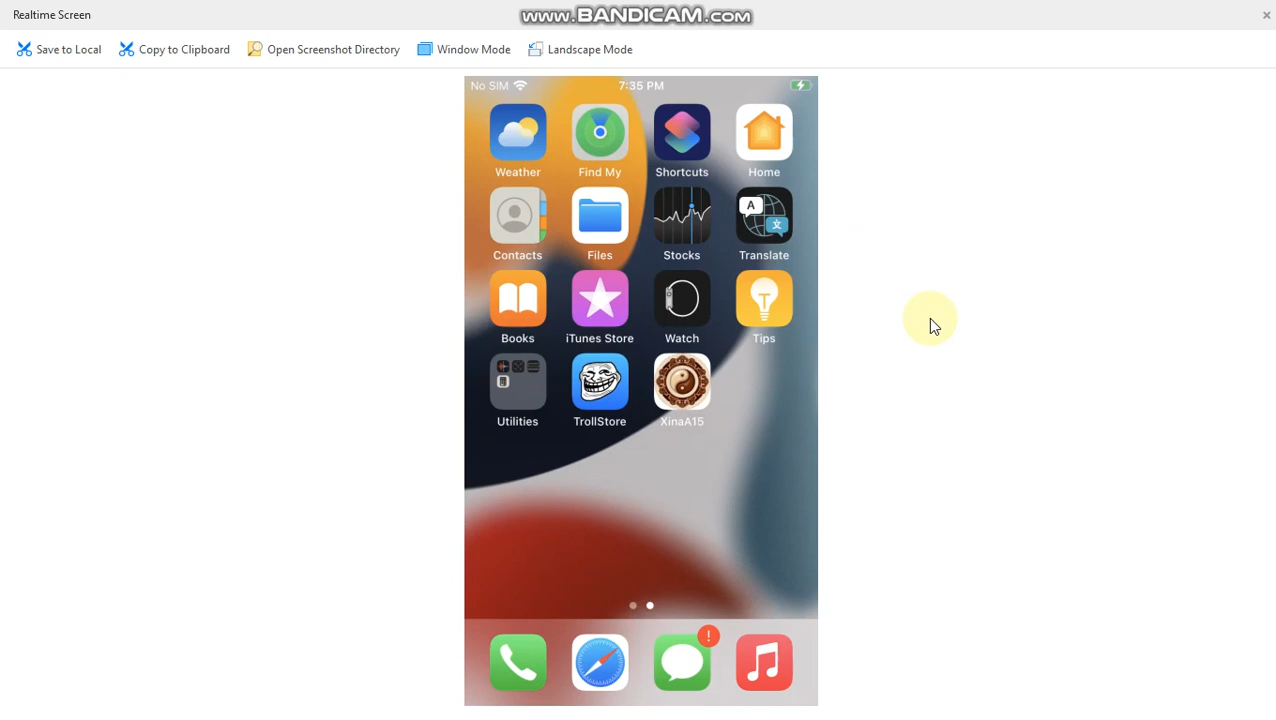 Realtime Screen
www.BANDICAM.com
Save to Local Copy to Clipboard Open Screenshot Directory Window Mode Landscape Mode
No SIM 7:35 PM
Weather Find My Shortcuts Home
A 文
Contacts Files Stocks Translate
Books iTunes Store Watch Tips
Utilities TrollStore XinaA15
!